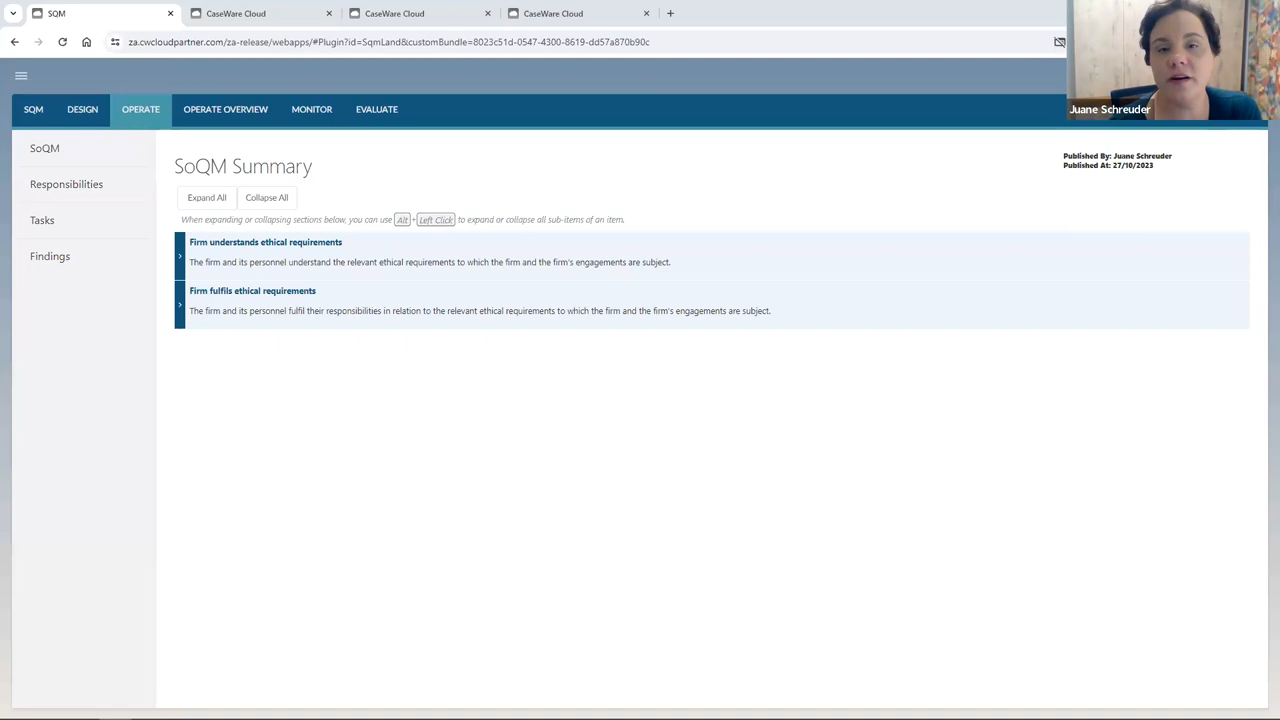 SQM
CaseWare Cloud
CaseWare Cloud
CaseWare Cloud
za.cwcloudpartner.com/za-release/webapps/#Plugin?id=SqmLand&customBundle=8023c51d-0547-4300-8619-dd57a870b90c
Juane Schreuder
SQM
DESIGN
OPERATE
OPERATE OVERVIEW
MONITOR
EVALUATE
SoQM
Responsibilities
Tasks
Findings
SoQM Summary
Published By: Juane Schreuder
Published At: 27/10/2023
Expand All
Collapse All
When expanding or collapsing sections below, you can use Alt + Left Click to expand or collapse all sub-items of an item.
Firm understands ethical requirements
The firm and its personnel understand the relevant ethical requirements to which the firm and the firm's engagements are subject.
Firm fulfils ethical requirements
The firm and its personnel fulfil their responsibilities in relation to the relevant ethical requirements to which the firm and the firm's engagements are subject.